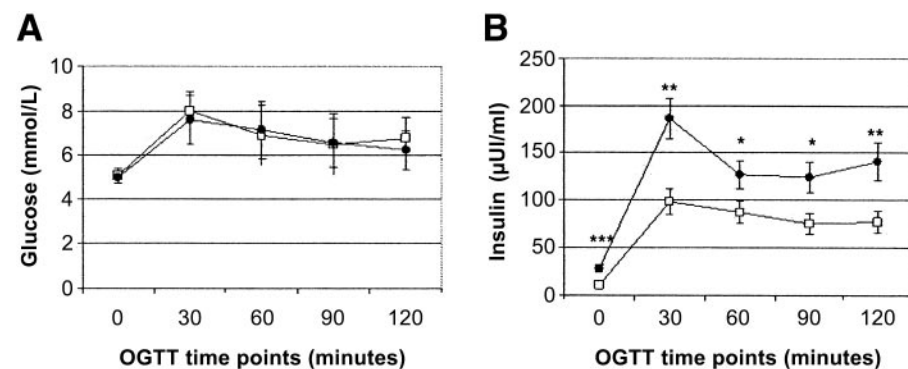 A
Glucose (mmol/L)
10
8
6
4
2
0
0 30 60 90 120
OGTT time points (minutes)
B
Insulin (µUI/ml)
250
200
150
100
50
0
***
**
*
*
**
0 30 60 90 120
OGTT time points (minutes)